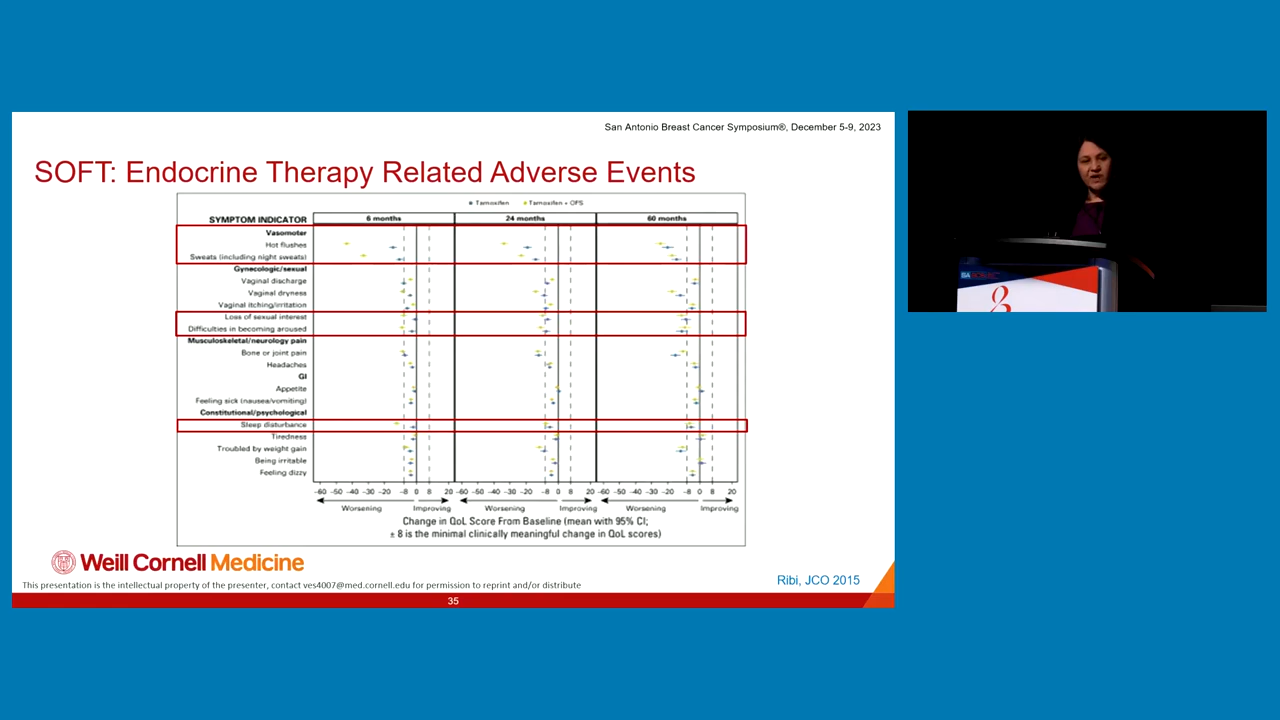 San Antonio Breast Cancer Symposium®, December 5-9, 2023
SOFT: Endocrine Therapy Related Adverse Events
Tamoxifen Tamoxifen + OFS
SYMPTOM INDICATOR 6 months 24 months 60 months
Vasomotor
Hot flushes
Sweats (including night sweats)
Gynecologic/sexual
Vaginal discharge
Vaginal dryness
Vaginal itching/irritation
Loss of sexual interest
Difficulties in becoming aroused
Musculoskeletal/neurology pain
Bone or joint pain
Headaches
GI
Appetite
Feeling sick (nausea/vomiting)
Constitutional/psychological
Sleep disturbance
Tiredness
Troubled by weight gain
Being irritable
Feeling dizzy
-60 -50 -40 -30 -20 -8 0 8 20 -60 -50 -40 -30 -20 -8 0 8 20 -60 -50 -40 -30 -20 -8 0 8 20
Worsening Improving Worsening Improving Worsening Improving
Change in QoL Score From Baseline (mean with 95% CI;
± 8 is the minimal clinically meaningful change in QoL scores)
Weill Cornell Medicine
This presentation is the intellectual property of the presenter, contact ves4007@med.cornell.edu for permission to reprint and/or distribute
Ribi, JCO 2015
35